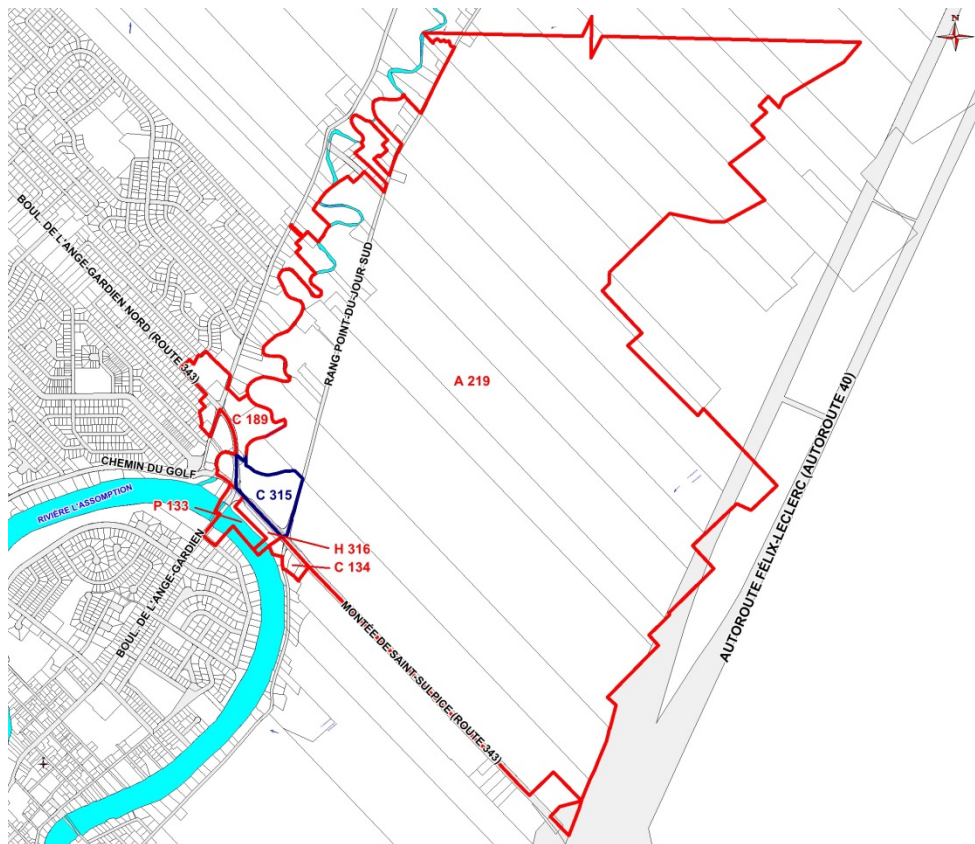 N
BOUL. DE L'ANGE-GARDIEN NORD (ROUTE 343)
RANG POINT-DU-JOUR SUD
A 219
C 189
CHEMIN DU GOLF
C 315
RIVIÈRE L'ASSOMPTION
P 133
H 316
C 134
BOUL. DE L'ANGE-GARDIEN
MONTÉE DE SAINT-SULPICE (ROUTE 343)
AUTOROUTE FÉLIX-LECLERC (AUTOROUTE 40)